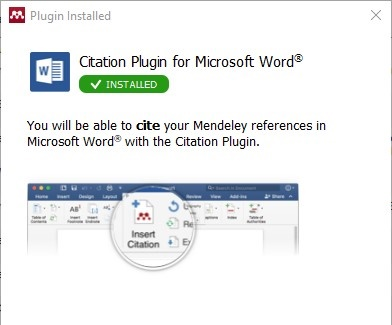 Plugin Installed
Citation Plugin for Microsoft Word®
INSTALLED
You will be able to cite your Mendeley references in
Microsoft Word® with the Citation Plugin.
Home Insert Design Layout View Add-ins Share
Table of Contents
Insert Footnote
Insert Endnote
Insert Citation
options
Index
Table of Authorities